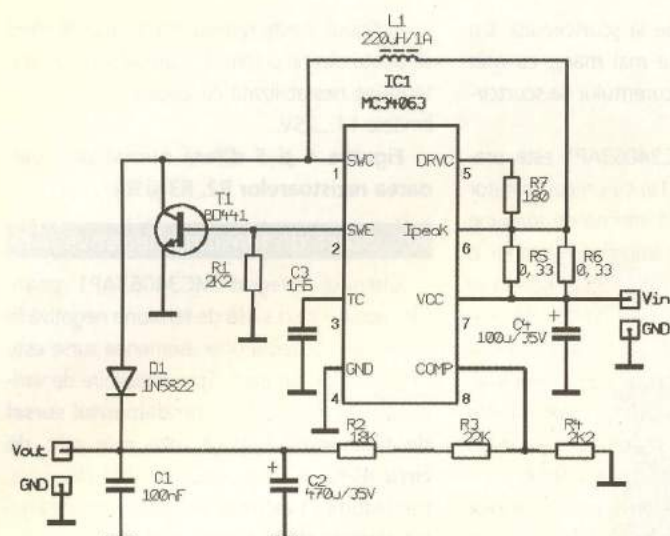 L1
220uH/1A
IC1
MC34063
SWC DRVC
1 5
R7
180
T1
BD441
SWE Ipeak
2 6
R1
2K2
R5
0,33
R6
0,33
C3
1n5
TC VCC
3 7
Vin
GND
C4
+
100u/35V
GND COMP
4 8
D1
1N5822
R2
18K
R3
22K
R4
2K2
Vout
GND
C1
100nF
+
C2
470u/35V